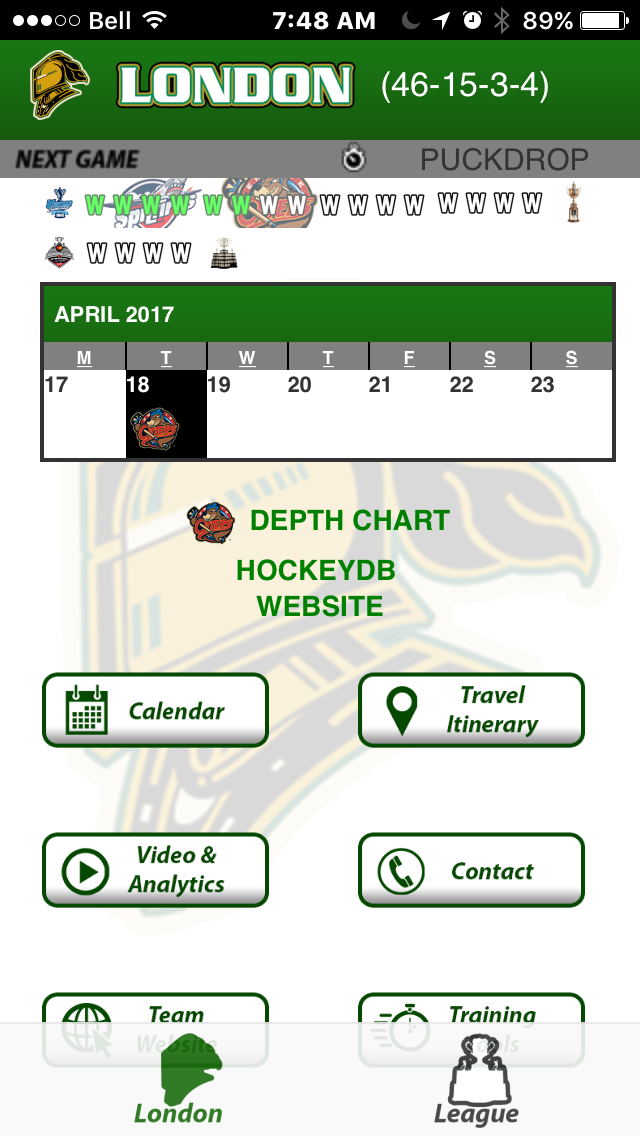 Bell 7:48 AM 89%
LONDON (46-15-3-4)
NEXT GAME PUCKDROP
W W W W W W W W W W W W W W W W
W W W W
APRIL 2017
M T W T F S S
17 18 19 20 21 22 23
DEPTH CHART
HOCKEYDB
WEBSITE
Calendar
Travel
Itinerary
Video &
Analytics
Contact
Team
Website
Training
London
League